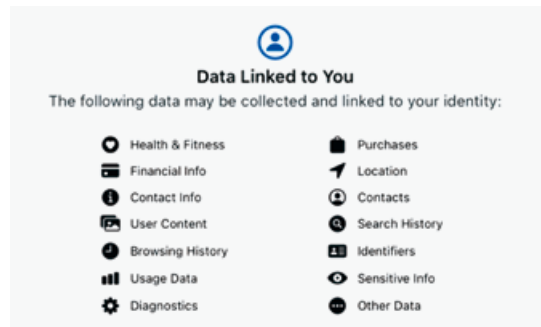 Data Linked to You
The following data may be collected and linked to your identity:
Health & Fitness
Purchases
Financial Info
Location
Contact Info
Contacts
User Content
Search History
Browsing History
Identifiers
Usage Data
Sensitive Info
Diagnostics
Other Data